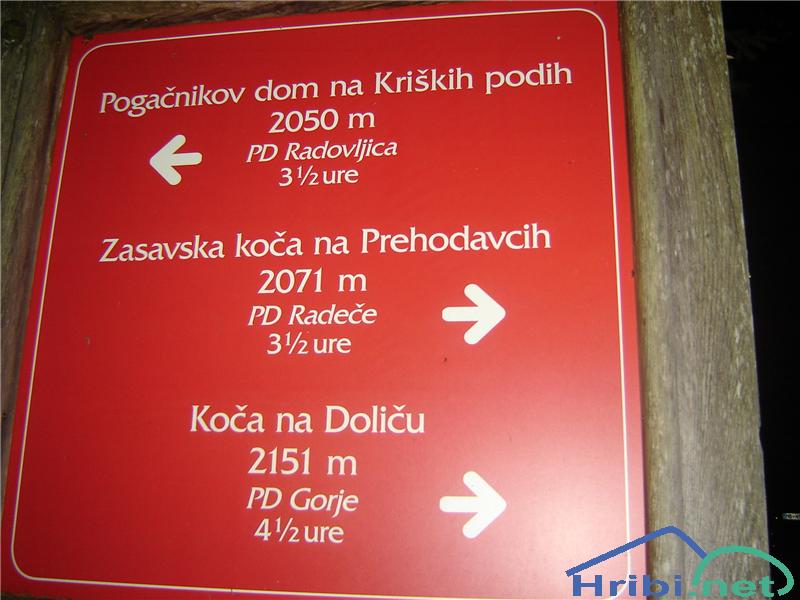 Pogačnikov dom na Kriških podih
2050 m
PD Radovljica
3½ ure
Zasavska koča na Prehodavcih
2071 m
PD Radeče
3½ ure
Koča na Doliču
2151 m
PD Gorje
4½ ure
Hribi.net